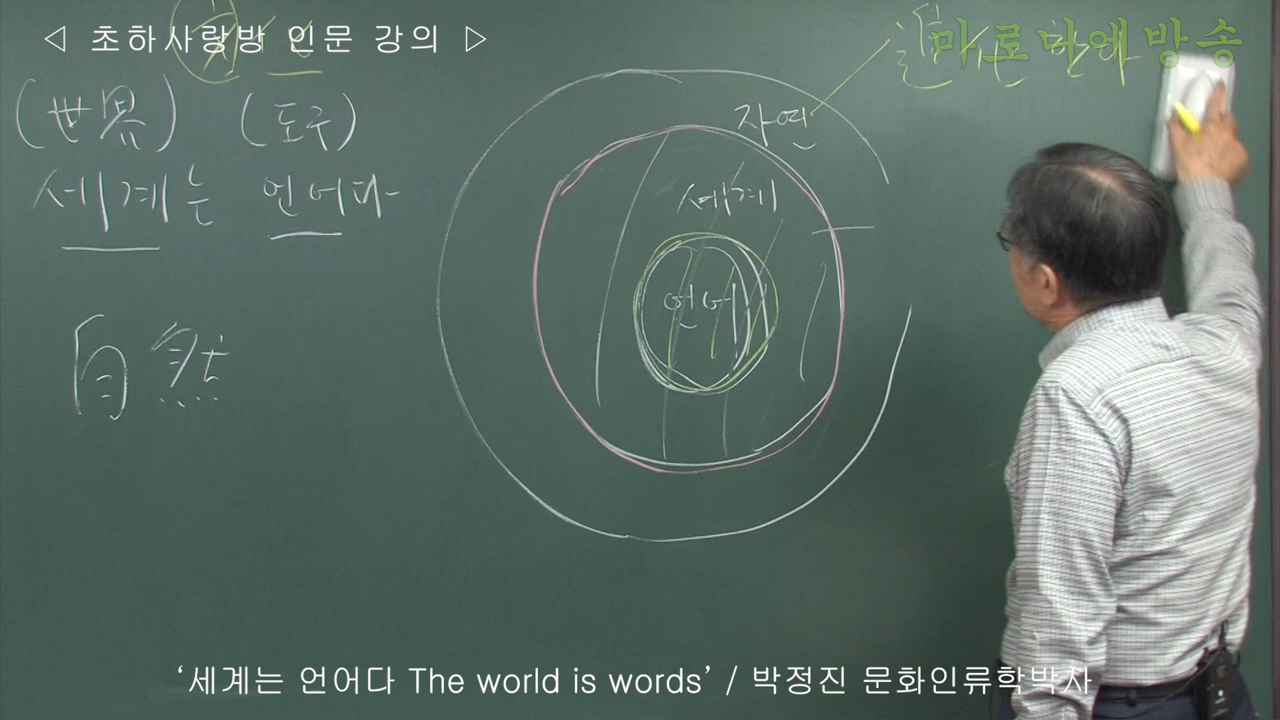 ◁ 초하사랑방 인문 강의 ▷
마로니에방송
(世界) (도구)
세계는 언어다
自然
자연
세계
언어
‘세계는 언어다 The world is words’ / 박정진 문화인류학박사